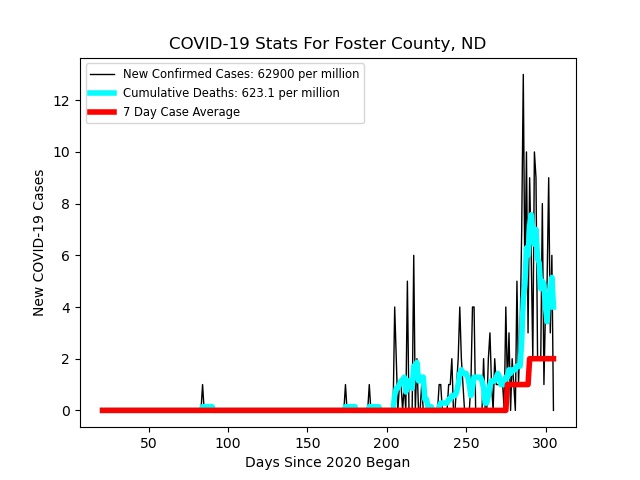 COVID-19 Stats For Foster County, ND
New Confirmed Cases: 62900 per million
Cumulative Deaths: 623.1 per million
7 Day Case Average
New COVID-19 Cases
12
10
8
6
4
2
0
50 100 150 200 250 300
Days Since 2020 Began